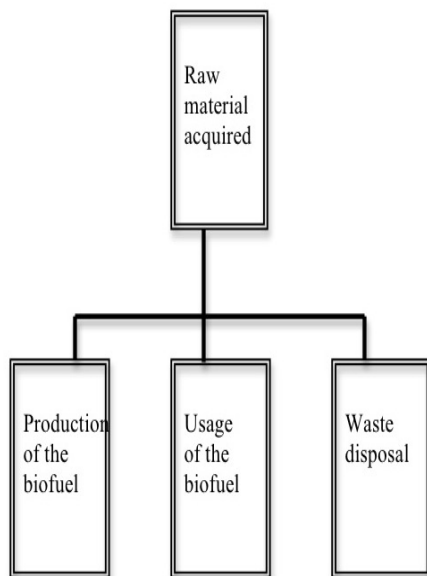 Raw
material
acquired
Production
of the
biofuel
Usage
of the
biofuel
Waste
disposal